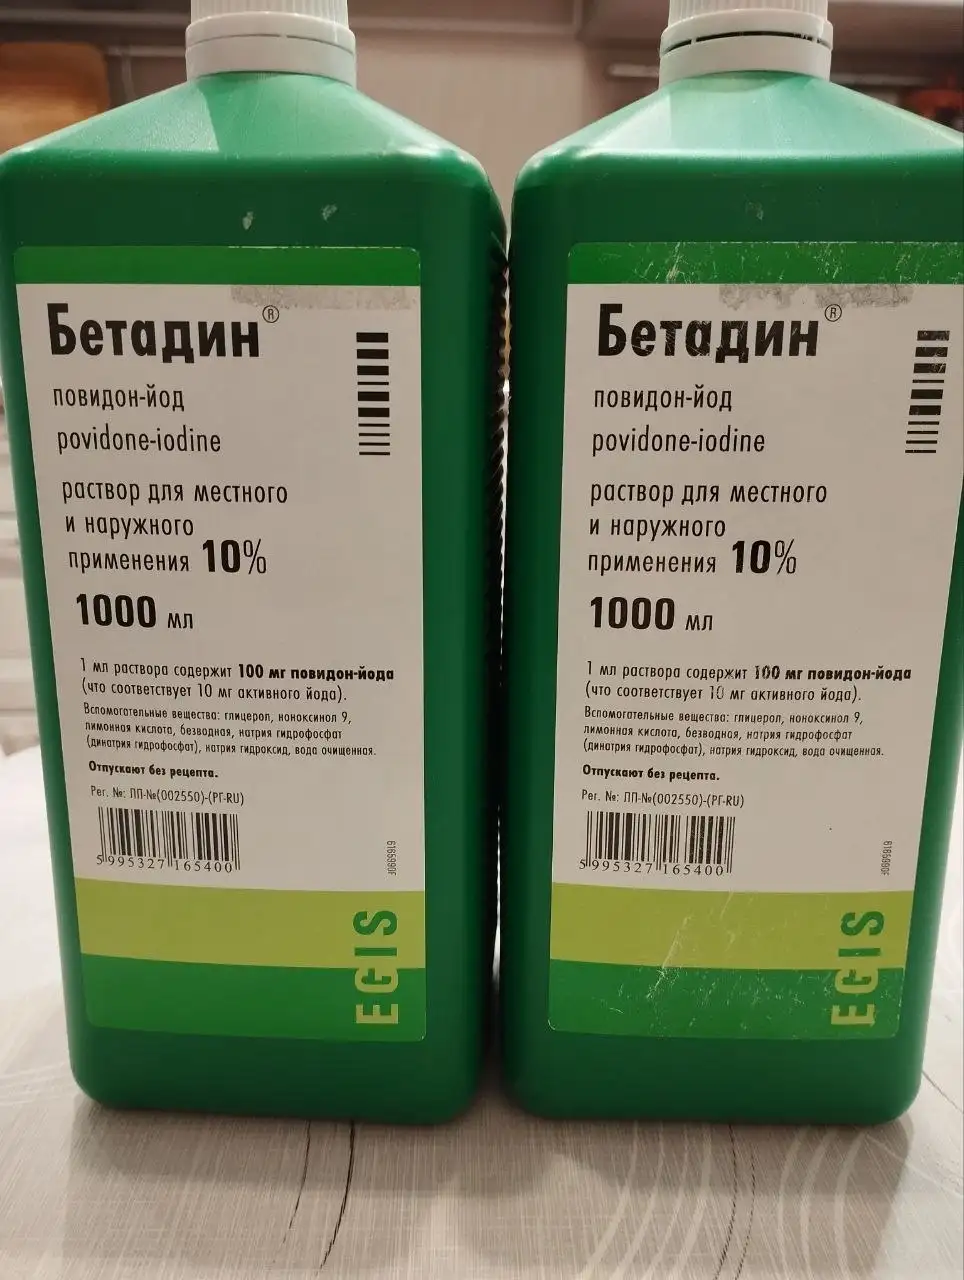 Бетадин®
повидон-йод
povidone-iodine
раствор для местного
и наружного
применения 10%
1000 мл
1 мл раствора содержит 100 мг повидон-йода
(что соответствует 10 мг активного йода).
Вспомогательные вещества: глицерол, ноноксинол 9,
лимонная кислота, безводная, натрия гидрофосфат
(динатрия гидрофосфат), натрия гидроксид, вода очищенная.
Отпускают без рецепта.
Рег. №: ЛП-№(002550)-(РГ-RU)
5 995327 165400
EGIS
Бетадин®
повидон-йод
povidone-iodine
раствор для местного
и наружного
применения 10%
1000 мл
1 мл раствора содержит 100 мг повидон-йода
(что соответствует 10 мг активного йода).
Вспомогательные вещества: глицерол, ноноксинол 9,
лимонная кислота, безводная, натрия гидрофосфат
(динатрия гидрофосфат), натрия гидроксид, вода очищенная.
Отпускают без рецепта.
Рег. №: ЛП-№(002550)-(РГ-RU)
5 995327 165400
EGIS